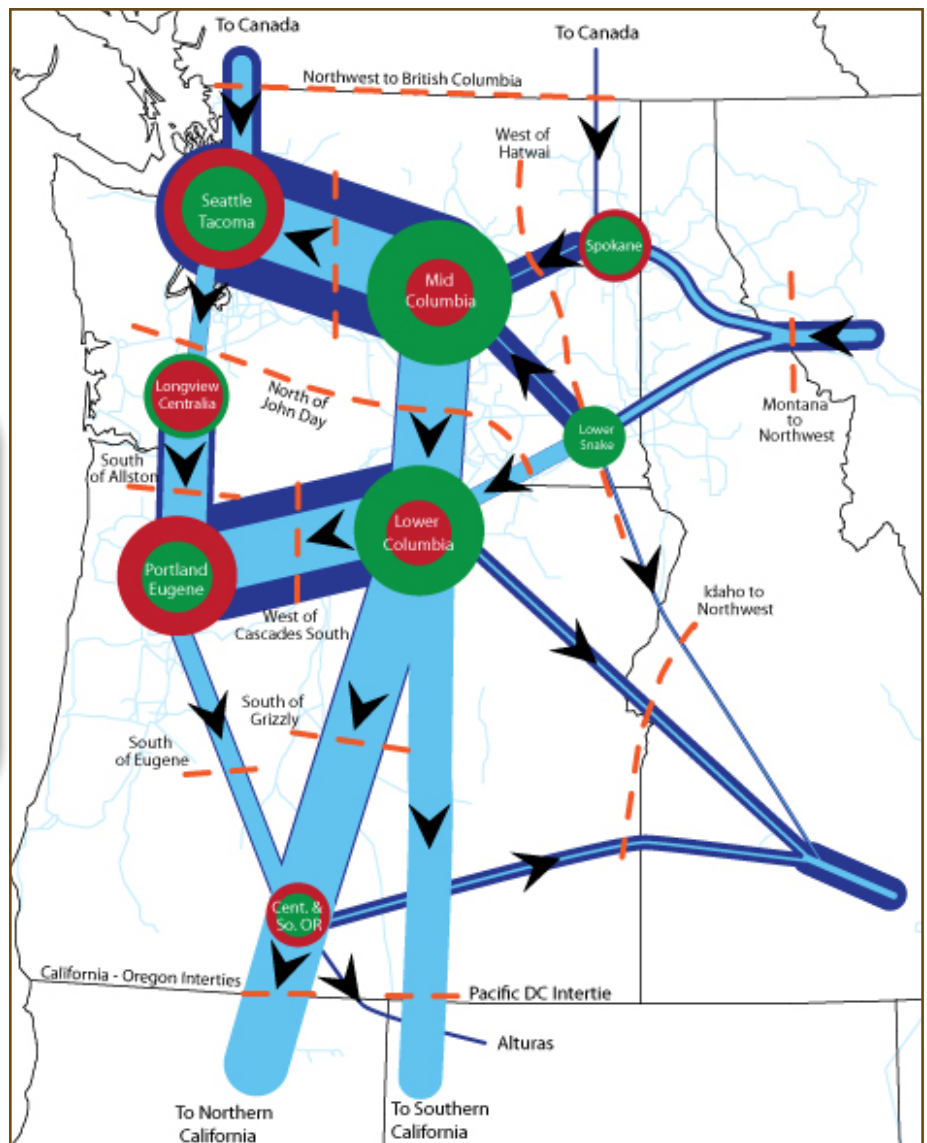 To Canada
To Canada
Northwest to British Columbia
West of
Hatwai
Seattle
Tacoma
Spokane
Mid
Columbia
Longview
Centralia
North of
John Day
Lower
Snake
Montana
to
Northwest
South
of Allston
Lower
Columbia
Portland
Eugene
West of
Cascades South
Idaho to
Northwest
South of
Grizzly
South
of Eugene
Cent. &
So. OR
California - Oregon Interties
Pacific DC Intertie
Alturas
To Northern
California
To Southern
California